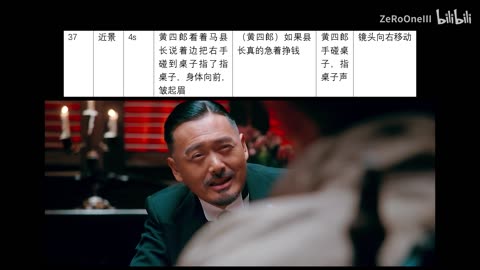 ZeRoOneIII bilibili
37 近景 4s 黄四郎看着马县 （黄四郎）如果县 黄四郎 镜头向右移动
长说着边把右手 长真的急着挣钱 手碰桌
碰到桌子指了指 子，指
桌子，身体向前， 桌子声
皱起眉